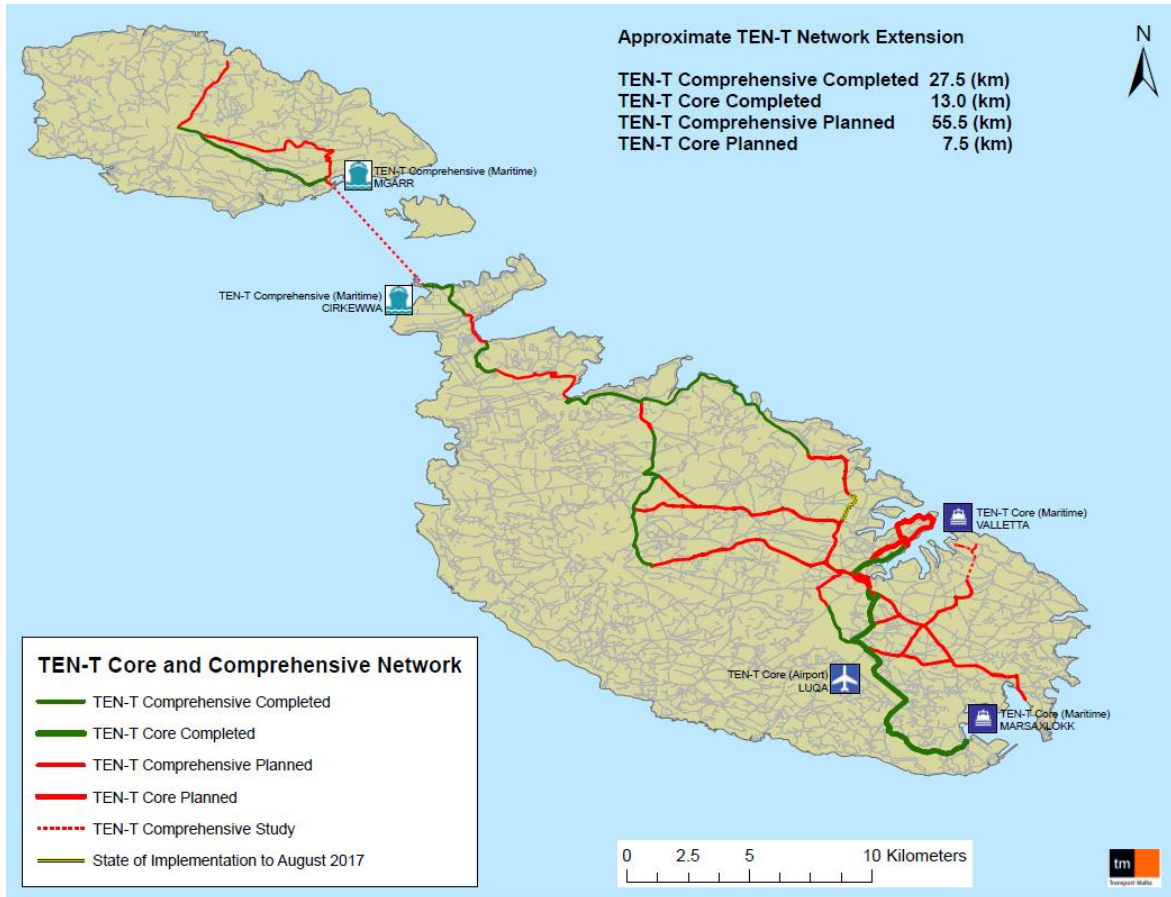 Approximate TEN-T Network Extension
TEN-T Comprehensive Completed 27.5 (km)
TEN-T Core Completed 13.0 (km)
TEN-T Comprehensive Planned 55.5 (km)
TEN-T Core Planned 7.5 (km)
N
TEN-T Comprehensive (Maritime)
MGARR
TEN-T Comprehensive (Maritime)
CIRKEWWA
TEN-T Core (Maritime)
VALLETTA
TEN-T Core (Airport)
LUQA
TEN-T Core (Maritime)
MARSAXLOKK
TEN-T Core and Comprehensive Network
TEN-T Comprehensive Completed
TEN-T Core Completed
TEN-T Comprehensive Planned
TEN-T Core Planned
TEN-T Comprehensive Study
State of Implementation to August 2017
0 2.5 5 10 Kilometers
tm
Transport Malta